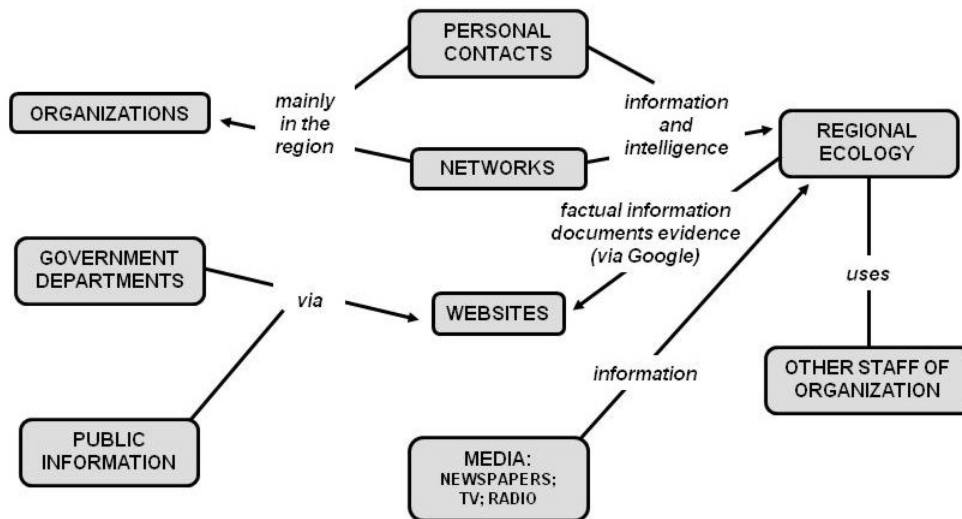 PERSONAL
CONTACTS
ORGANIZATIONS
mainly
in the
region
information
and
intelligence
REGIONAL
ECOLOGY
NETWORKS
factual information
documents evidence
(via Google)
GOVERNMENT
DEPARTMENTS
via
WEBSITES
uses
information
OTHER STAFF OF
ORGANIZATION
PUBLIC
INFORMATION
MEDIA:
NEWSPAPERS;
TV; RADIO